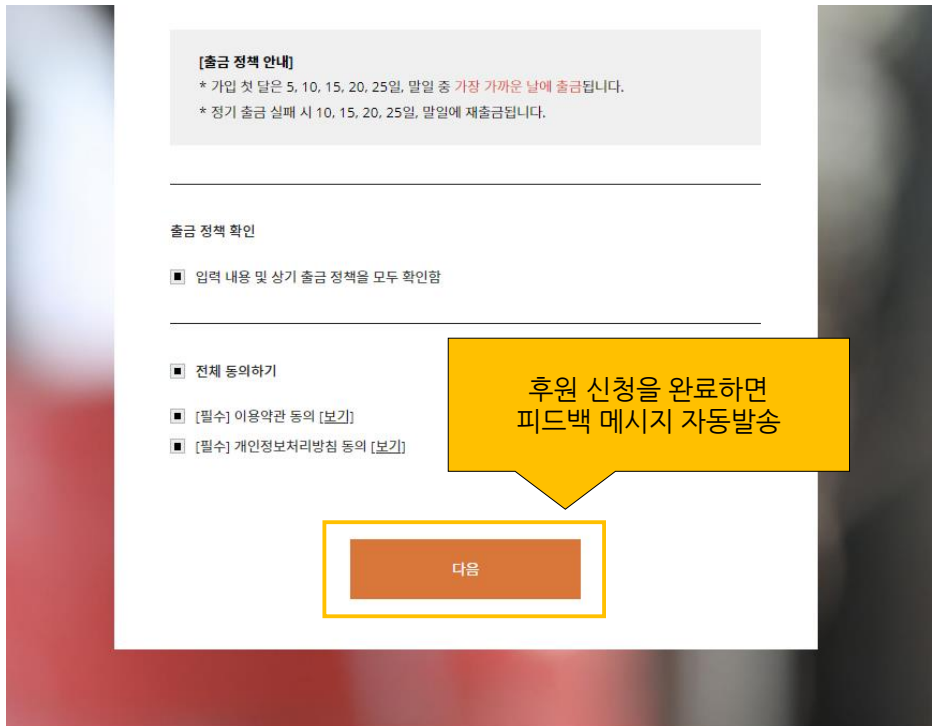 [출금 정책 안내]
* 가입 첫 달은 5, 10, 15, 20, 25일, 말일 중 가장 가까운 날에 출금됩니다.
* 정기 출금 실패 시 10, 15, 20, 25일, 말일에 재출금됩니다.
출금 정책 확인
입력 내용 및 상기 출금 정책을 모두 확인함
전체 동의하기
[필수] 이용약관 동의 [보기]
[필수] 개인정보처리방침 동의 [보기]
후원 신청을 완료하면
피드백 메시지 자동발송
다음